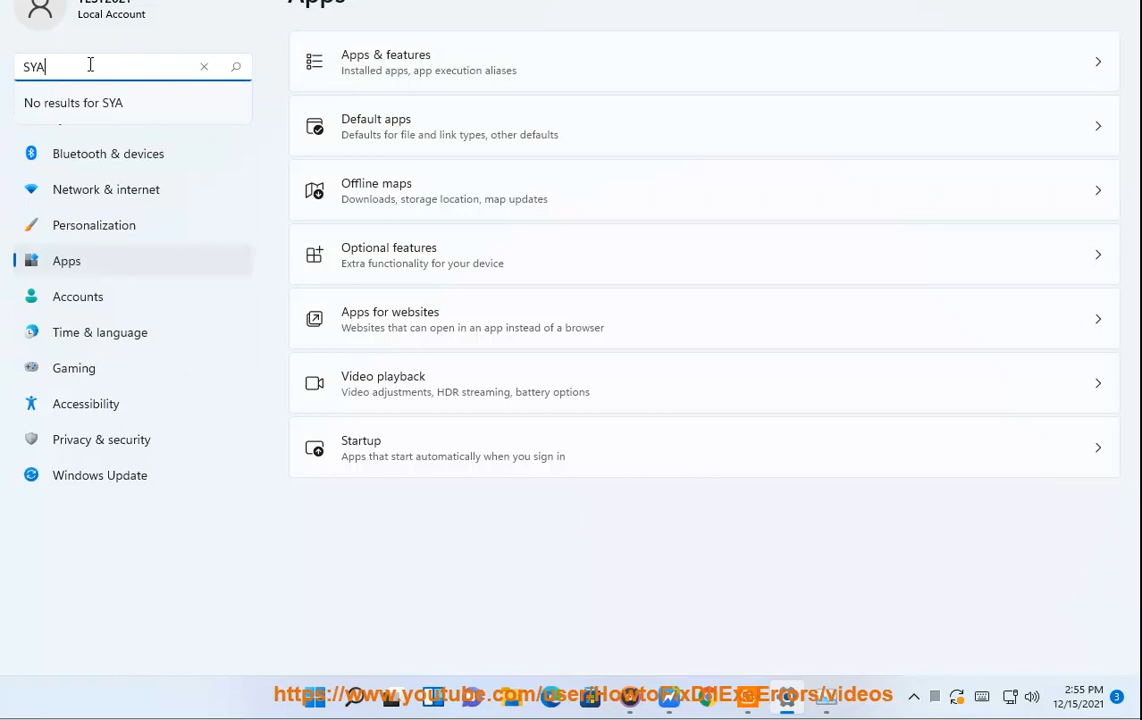 Local Account
Apps
SYA
No results for SYA
Bluetooth & devices
Network & internet
Personalization
Apps
Accounts
Time & language
Gaming
Accessibility
Privacy & security
Windows Update
Apps & features
Installed apps, app execution aliases
Default apps
Defaults for file and link types, other defaults
Offline maps
Downloads, storage location, map updates
Optional features
Extra functionality for your device
Apps for websites
Websites that can open in an app instead of a browser
Video playback
Video adjustments, HDR streaming, battery options
Startup
Apps that start automatically when you sign in
https://www.youtube.com/user/HowtoFixDllExeErrors/videos
2:55 PM
12/15/2021
3